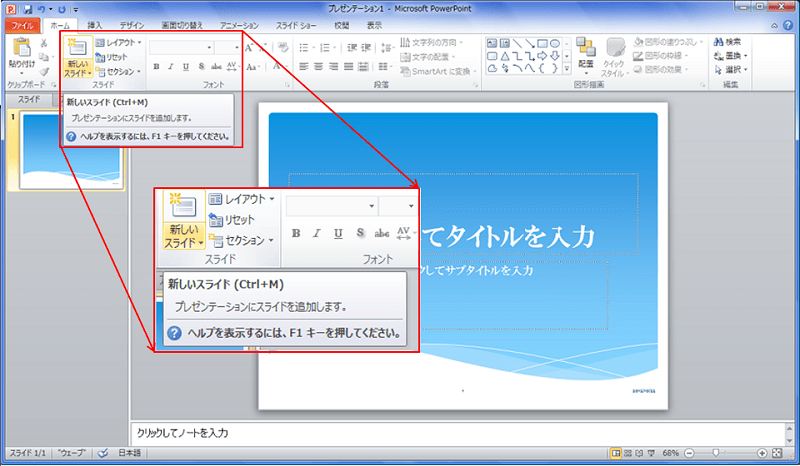 プレゼンテーション1 - Microsoft PowerPoint
ファイル ホーム 挿入 デザイン 画面切り替え アニメーション スライド ショー 校閲 表示
貼り付け
新しい
スライド
レイアウト
リセット
セクション
B I U S abc AV Aa A
文字列の方向
文字の配置
SmartArt に変換
配置
クイック
スタイル
図形の塗りつぶし
図形の枠線
図形の効果
検索
置換
選択
クリップボード スライド フォント 段落 図形描画 編集
スライド
新しいスライド (Ctrl+M)
プレゼンテーションにスライドを追加します。
ヘルプを表示するには、F1 キーを押してください。
1
新しい
スライド
レイアウト
リセット
セクション
B I U S abc AV
スライド
フォント
新しいスライド (Ctrl+M)
プレゼンテーションにスライドを追加します。
ヘルプを表示するには、F1 キーを押してください。
てタイトルを入力
クしてサブタイトルを入力
クリックしてノートを入力
スライド 1/1 "ウェーブ" 日本語 68%